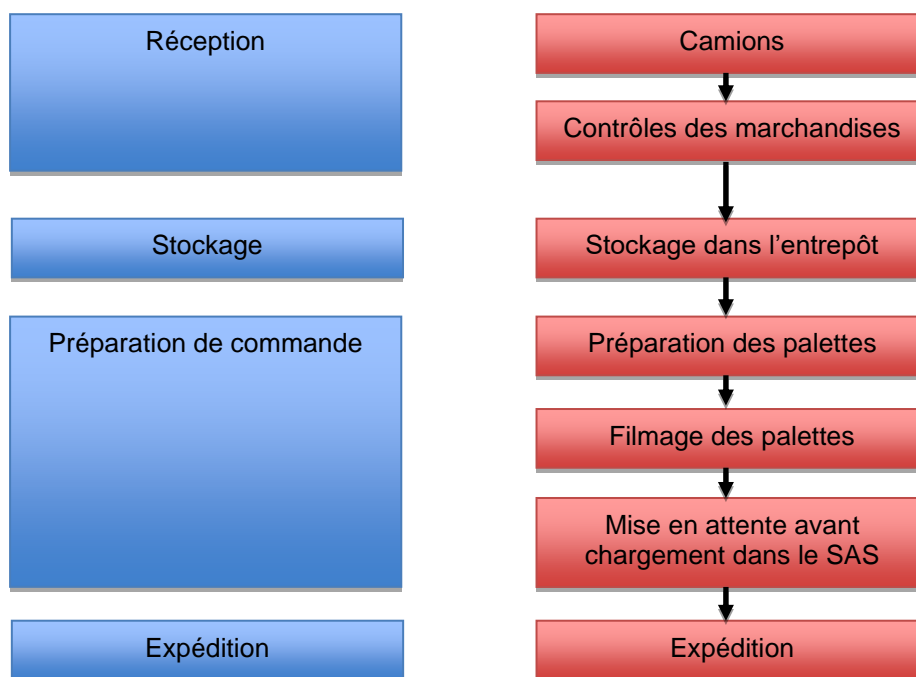 Réception
Camions
Contrôles des marchandises
Stockage
Stockage dans l’entrepôt
Préparation de commande
Préparation des palettes
Filmage des palettes
Mise en attente avant
chargement dans le SAS
Expédition
Expédition